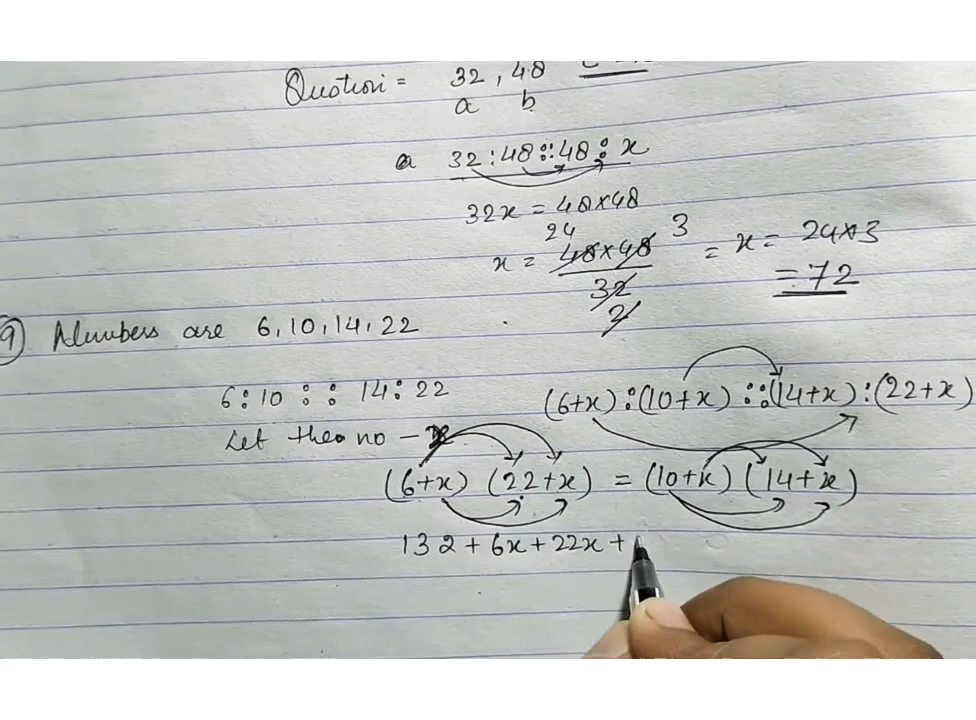 Qustion = 32 , 48
a b
a 32 : 48 :: 48 : x
32x = 48×48
24
x = 48×48 3 = x = 24×3
32 = 72
2
9) Numbers are 6, 10, 14, 22
6 : 10 : : 14 : 22 (6+x) : (10+x) :: (14+x) : (22+x)
Let the no - x
(6+x) (22+x) = (10+x) (14+x)
132 + 6x + 22x +